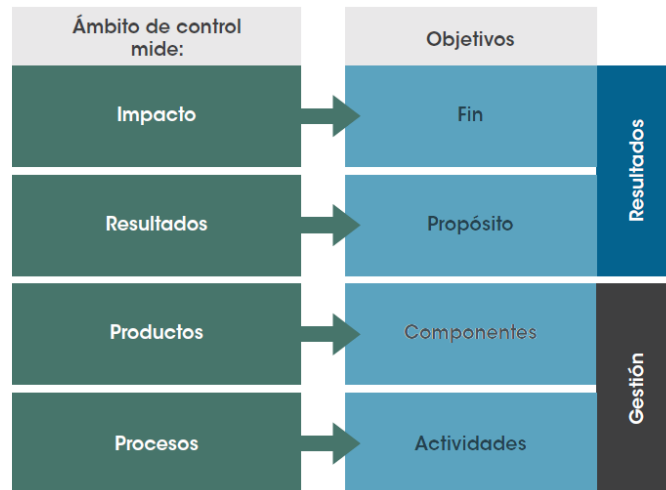 Ámbito de control
mide:
Objetivos
Impacto
Fin
Resultados
Propósito
Resultados
Productos
Componentes
Procesos
Actividades
Gestión